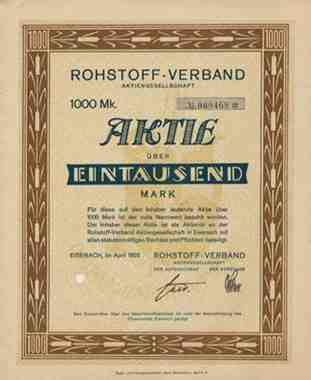 1000
1000
ROHSTOFF-VERBAND
AKTIENGESELLSCHAFT
1000 Mk.
AKTIE
ÜBER
EINTAUSEND
MARK
Für diese auf den Inhaber lautende Aktie über
1000 Mark ist der volle Nennwert bezahlt worden.
Der Inhaber dieser Aktie ist als Aktionär an der
Rohstoff-Verband Aktiengesellschaft in Eisenach mit
allen statutenmäßigen Rechten und Pflichten beteiligt.
EISENACH, im April 1923
ROHSTOFF-VERBAND
AKTIENGESELLSCHAFT
DER AUFSICHTSRAT DER VORSTAND
1000
1000